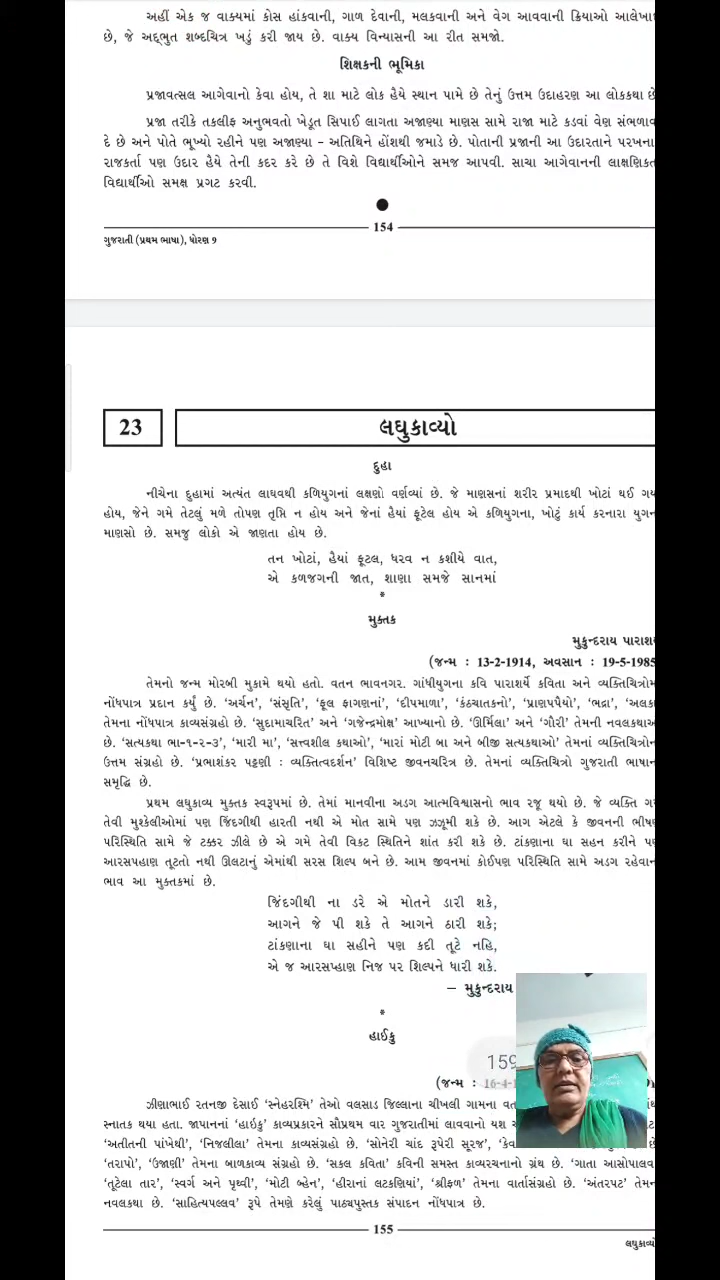 અહીં એક જ વાક્યમાં કોસ હાંકવાની, ગાળ દેવાની, મલકવાની અને વેગ આવવાની ક્રિયાઓ આલેખા
છે, જે અદ્ભુત શબ્દચિત્ર ખડું કરી જાય છે. વાક્ય વિન્યાસની આ રીત સમજો.
શિક્ષકની ભૂમિકા
પ્રજાવત્સલ આગેવાનો કેવા હોય, તે શા માટે લોક હૈયે સ્થાન પામે છે તેનું ઉત્તમ ઉદાહરણ આ લોકકથા છે
પ્રજા તરીકે તકલીફ અનુભવતો ખેડૂત સિપાઈ લાગતા અજાણ્યા માણસ સામે રાજા માટે કડવાં વેણ સંભળાવ
દે છે અને પોતે ભૂખ્યો રહીને પણ અજાણ્યા – અતિથિને હોંશથી જમાડે છે. પોતાની પ્રજાની આ ઉદારતાને પરખના
રાજકર્તા પણ ઉદાર હૈયે તેની કદર કરે છે તે વિશે વિદ્યાર્થીઓને સમજ આપવી. સાચા આગેવાનની લાક્ષણિકત
વિદ્યાર્થીઓ સમક્ષ પ્રગટ કરવી.
154
ગુજરાતી (પ્રથમ ભાષા), ધોરણ 9
23 લઘુકાવ્યો
દુહા
નીચેના દુહામાં અત્યંત લાઘવથી કળિયુગનાં લક્ષણો વર્ણવ્યાં છે. જે માણસનાં શરીર પ્રમાદથી ખોટાં થઈ ગય
હોય, જેને ગમે તેટલું મળે તોપણ તૃપ્તિ ન હોય અને જેનાં હૈયાં ફૂટેલ હોય એ કળિયુગના, ખોટું કાર્ય કરનારા યુગન
માણસો છે. સમજુ લોકો એ જાણતા હોય છે.
તન ખોટાં, હૈયાં ફૂટલ, ધરવ ન કશીયે વાત,
એ કળજગની જાત, શાણા સમજે સાનમાં
*
મુક્તક
મુકુન્દરાય પારાશ
(જન્મ : 13-2-1914, અવસાન : 19-5-1985
તેમનો જન્મ મોરબી મુકામે થયો હતો. વતન ભાવનગર. ગાંધીયુગના કવિ પારાશર્યે કવિતા અને વ્યક્તિચિત્રોમ
નોંધપાત્ર પ્રદાન કર્યું છે. ‘અર્ચન’, ‘સંસૃતિ’, ‘ફૂલ ફાગણનાં’, ‘દીપમાળા’, ‘કંઠચાતકનો’, ‘પ્રાણપપૈયો’, ‘ભદ્રા’, ‘અલક
તેમના નોંધપાત્ર કાવ્યસંગ્રહો છે. ‘સુદામાચરિત’ અને ‘ગજેન્દ્રમોક્ષ’ આખ્યાનો છે. ‘ઊર્મિલા’ અને ‘ગૌરી’ તેમની નવલકથાઅ
છે. ‘સત્યકથા ભા-૧-૨-૩’, ‘મારી મા’, ‘સત્ત્વશીલ કથાઓ’, ‘મારાં મોટી બા અને બીજી સત્યકથાઓ’ તેમનાં વ્યક્તિચિત્રોન
ઉત્તમ સંગ્રહો છે. ‘પ્રભાશંકર પટ્ટણી : વ્યક્તિત્વદર્શન’ વિશિષ્ટ જીવનચરિત્ર છે. તેમનાં વ્યક્તિચિત્રો ગુજરાતી ભાષાન
સમૃદ્ધિ છે.
પ્રથમ લઘુકાવ્ય મુક્તક સ્વરૂપમાં છે. તેમાં માનવીના અડગ આત્મવિશ્વાસનો ભાવ રજૂ થયો છે. જે વ્યક્તિ ગ
તેવી મુશ્કેલીઓમાં પણ જિંદગીથી હારતી નથી એ મોત સામે પણ ઝઝૂમી શકે છે. આગ એટલે કે જીવનની ભીષ
પરિસ્થિતિ સામે જે ટક્કર ઝીલે છે એ ગમે તેવી વિકટ સ્થિતિને શાંત કરી શકે છે. ટાંકણાના ઘા સહન કરીને પ
આરસપહાણ તૂટતો નથી ઊલટાનું એમાંથી સરસ શિલ્પ બને છે. આમ જીવનમાં કોઈપણ પરિસ્થિતિ સામે અડગ રહેવાન
ભાવ આ મુક્તકમાં છે.
જિંદગીથી ના ડરે એ મોતને ડારી શકે,
આગને જે પી શકે તે આગને ઠારી શકે;
ટાંકણાના ઘા સહીને પણ કદી તૂટે નહિ,
એ જ આરસપ્હાણ નિજ પર શિલ્પને ધારી શકે.
– મુકુન્દરાય
*
હાઈકુ
159
(જન્મ : 16-4-1
ઝીણાભાઈ રતનજી દેસાઈ ‘સ્નેહરશ્મિ’ તેઓ વલસાડ જિલ્લાના ચીખલી ગામના વત
સ્નાતક થયા હતા. જાપાનનાં ‘હાઇકુ’ કાવ્યપ્રકારને સૌપ્રથમ વાર ગુજરાતીમાં લાવવાનો યશ
‘અતીતની પાંખેથી’, ‘નિજલીલા’ તેમના કાવ્યસંગ્રહો છે. ‘સોનેરી ચાંદ રૂપેરી સૂરજ’, ‘કેવ છે
‘તરાપો’, ‘ઉજાણી’ તેમના બાળકાવ્ય સંગ્રહો છે. ‘સકલ કવિતા’ કવિની સમસ્ત કાવ્યરચનાનો ગ્રંથ છે. ‘ગાતા આસોપાલવ
‘તૂટેલા તાર’, ‘સ્વર્ગ અને પૃથ્વી’, ‘મોટી બ્હેન’, ‘હીરાનાં લટકણિયાં’, ‘શ્રીફળ’ તેમના વાર્તાસંગ્રહો છે. ‘અંતરપટ’ તેમન
નવલકથા છે. ‘સાહિત્યપલ્લવ’ રૂપે તેમણે કરેલું પાઠ્યપુસ્તક સંપાદન નોંધપાત્ર છે.
155
લઘુકાવ્યો